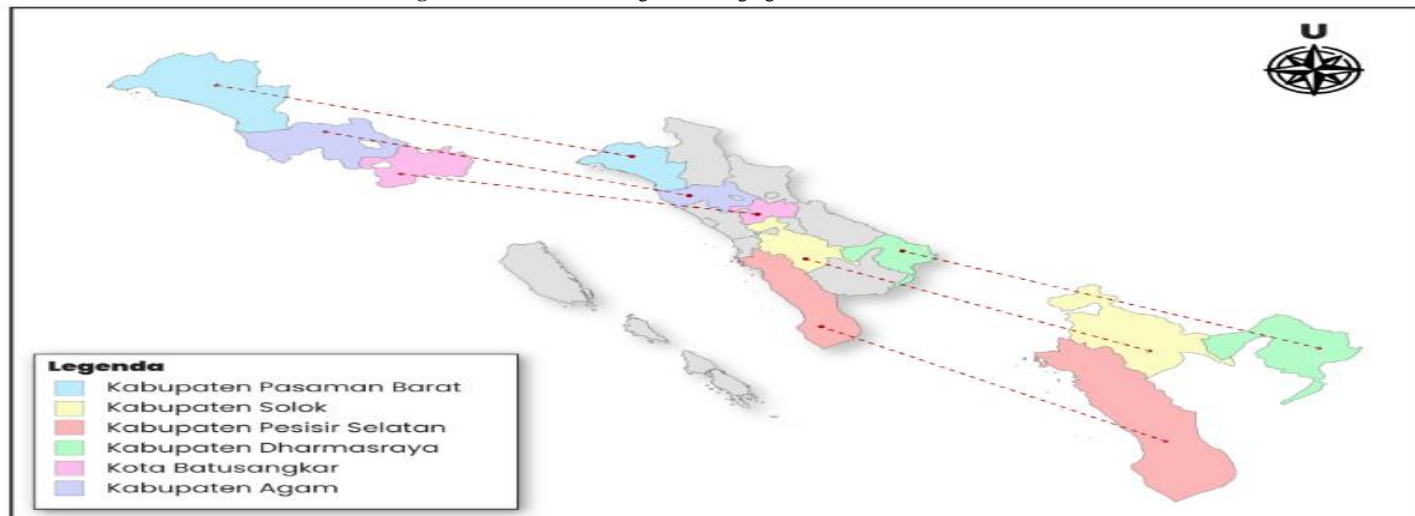 U
Legenda
Kabupaten Pasaman Barat
Kabupaten Solok
Kabupaten Pesisir Selatan
Kabupaten Dharmasraya
Kota Batusangkar
Kabupaten Agam